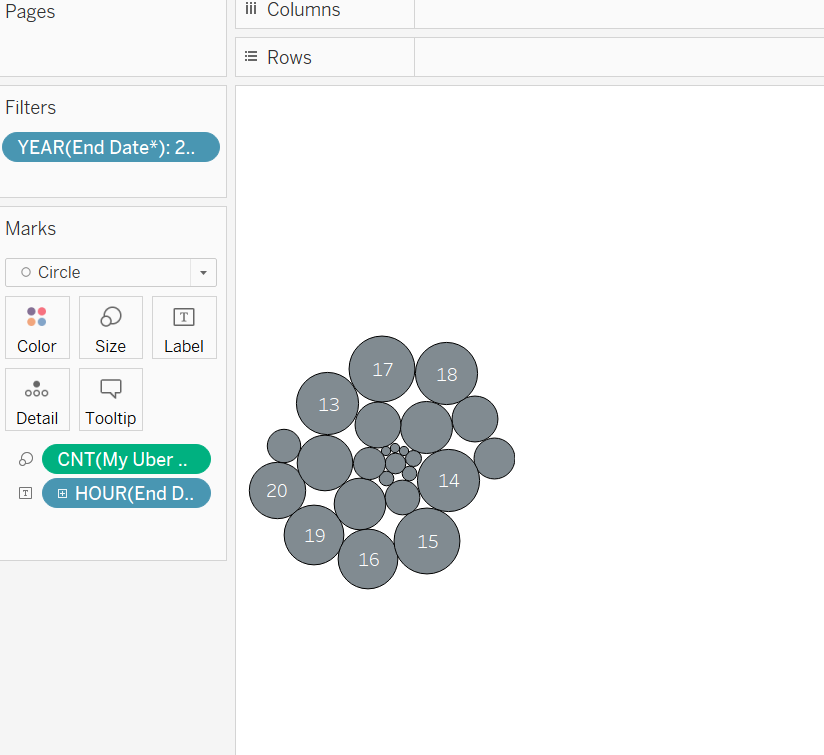 Pages
Columns
Rows
Filters
YEAR(End Date*): 2..
Marks
Circle
Color
Size
T
Label
Detail
Tooltip
CNT(My Uber ..
T
HOUR(End D..
17
18
13
14
20
19
15
16